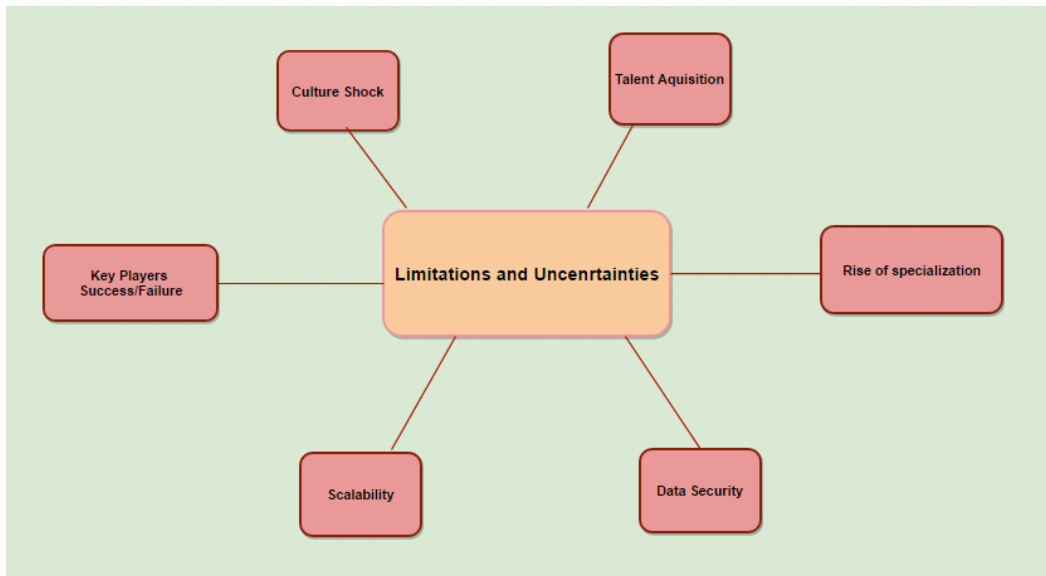 Culture Shock
Talent Aquisition
Limitations and Uncenrtainties
Key Players
Success/Failure
Rise of specialization
Scalability
Data Security